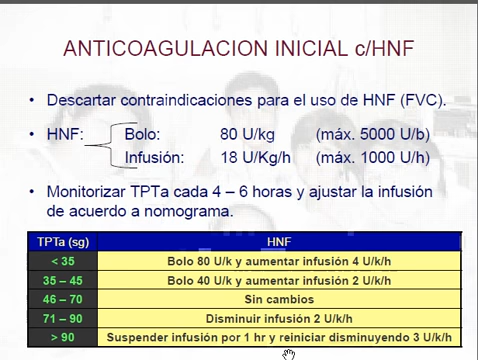 ANTICOAGULACION INICIAL c/HNF
• Descartar contraindicaciones para el uso de HNF (FVC).
• HNF: Bolo: 80 U/kg (máx. 5000 U/b)
Infusión: 18 U/Kg/h (máx. 1000 U/h)
• Monitorizar TPTa cada 4 – 6 horas y ajustar la infusión
de acuerdo a nomograma.
TPTa (sg) HNF
< 35 Bolo 80 U/k y aumentar infusión 4 U/k/h
35 – 45 Bolo 40 U/k y aumentar infusión 2 U/k/h
46 - 70 Sin cambios
71 – 90 Disminuir infusión 2 U/k/h
> 90 Suspender infusión por 1 hr y reiniciar disminuyendo 3 U/k/h